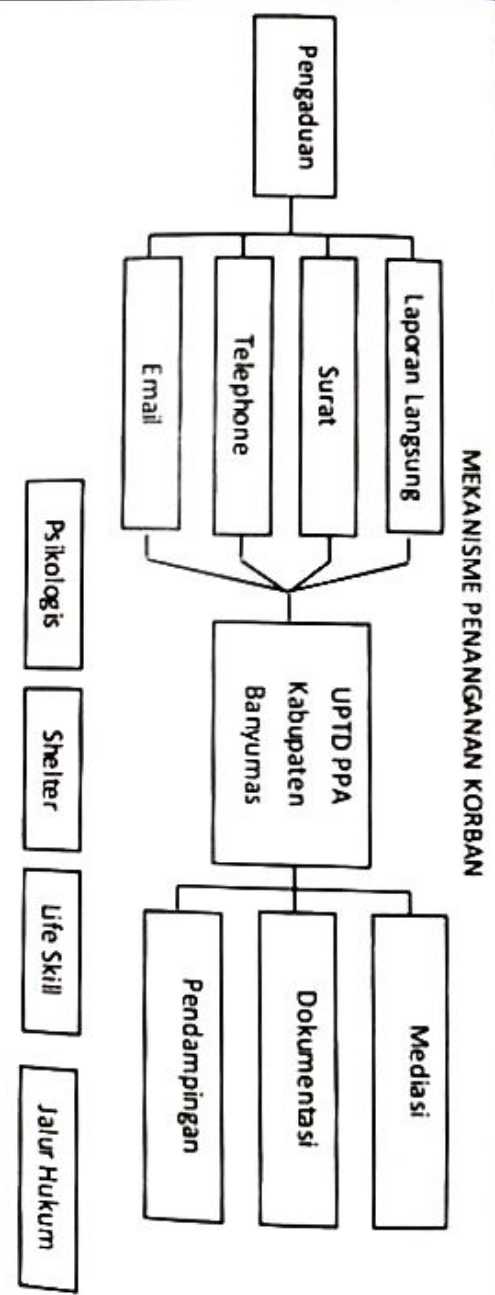 MEKANISME PENANGANAN KORBAN
Pengaduan
Laporan Langsung
Surat
Telephone
Email
UPTD PPA
Kabupaten
Banyumas
Mediasi
Dokumentasi
Pendampingan
Psikologis
Shelter
Life Skill
Jalur Hukum